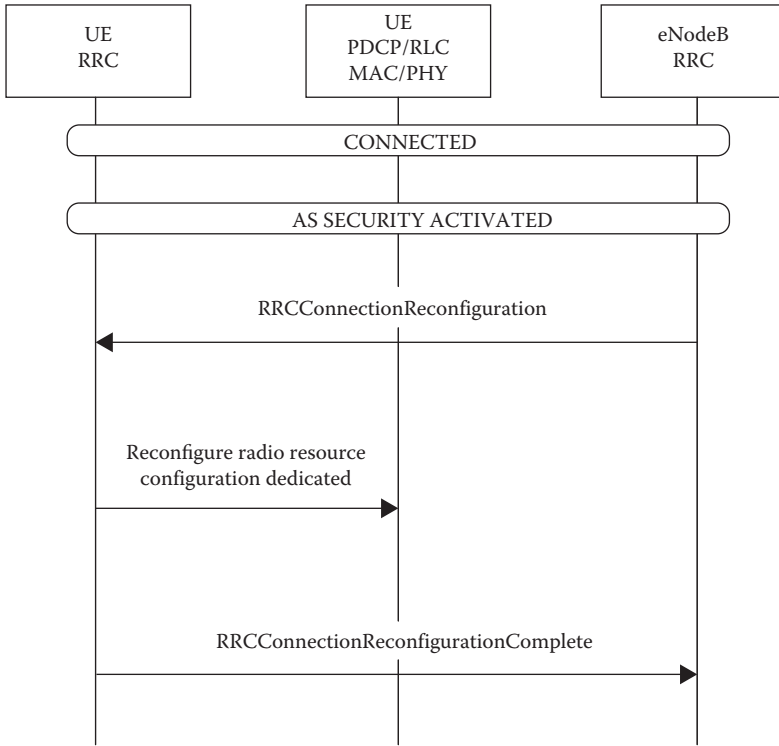 UE
RRC
UE
PDCP/RLC
MAC/PHY
eNodeB
RRC
CONNECTED
AS SECURITY ACTIVATED
RRCConnectionReconfiguration
Reconfigure radio resource
configuration dedicated
RRCConnectionReconfigurationComplete